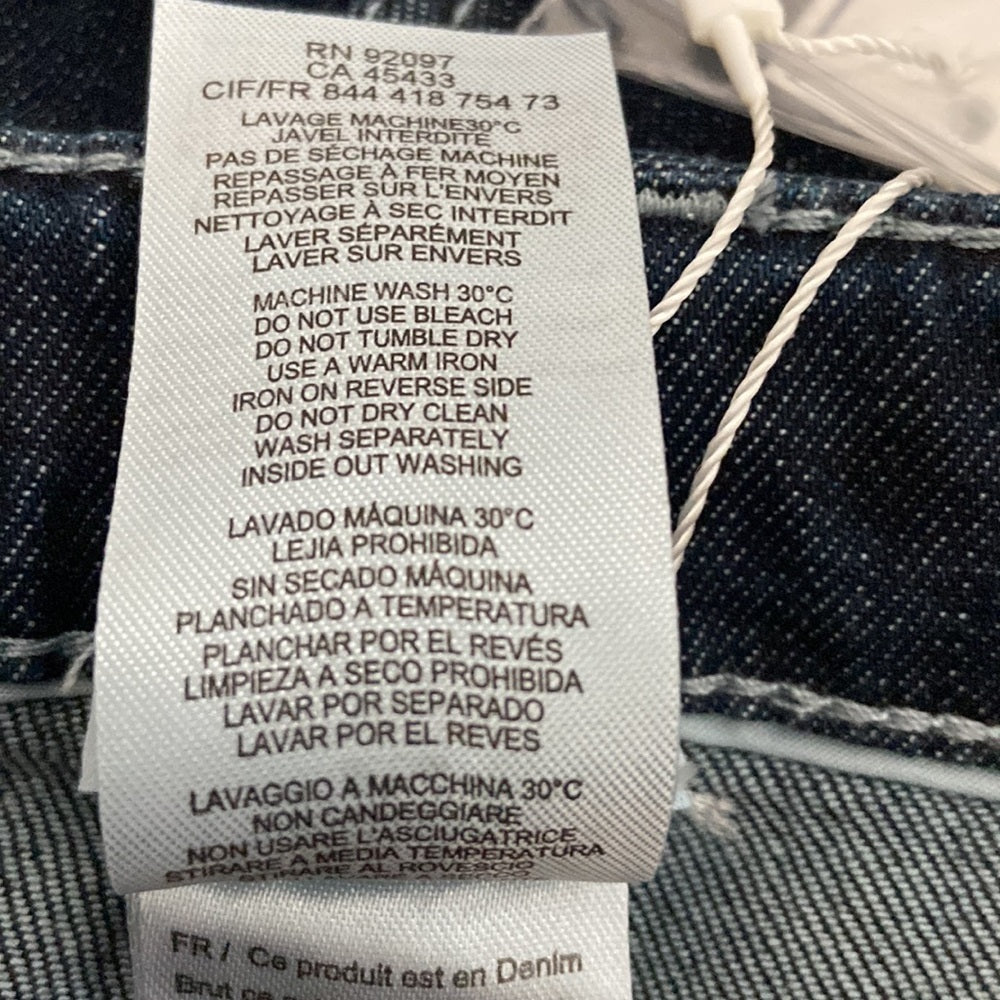 RN 92097
CA 45433
CIF/FR 844 418 754 73
LAVAGE MACHINE30°C
JAVEL INTERDITE
PAS DE SÉCHAGE MACHINE
REPASSAGE À FER MOYEN
REPASSER SUR L'ENVERS
NETTOYAGE À SEC INTERDIT
LAVER SÉPARÉMENT
LAVER SUR ENVERS
MACHINE WASH 30°C
DO NOT USE BLEACH
DO NOT TUMBLE DRY
USE A WARM IRON
IRON ON REVERSE SIDE
DO NOT DRY CLEAN
WASH SEPARATELY
INSIDE OUT WASHING
LAVADO MÁQUINA 30°C
LEJIA PROHIBIDA
SIN SECADO MÁQUINA
PLANCHADO A TEMPERATURA
PLANCHAR POR EL REVÉS
LIMPIEZA A SECO PROHIBIDA
LAVAR POR SEPARADO
LAVAR POR EL REVES
LAVAGGIO A MACCHINA 30°C
NON CANDEGGIARE
NON USARE L'ASCIUGATRICE
STIRARE A MEDIA TEMPERATURA
STIRARE AL ROVESCIO
FR / Ce produit est en Denim
Brut